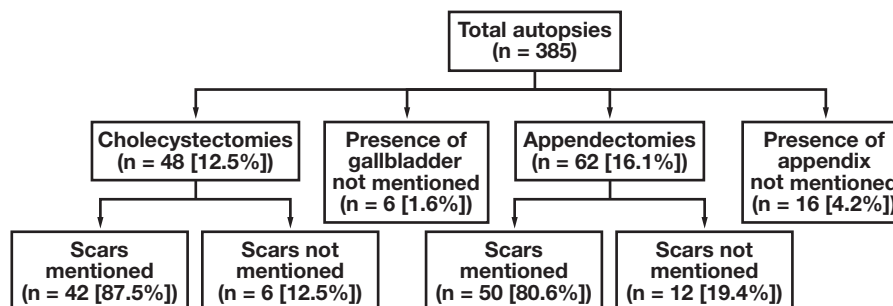 Total autopsies
(n = 385)
Cholecystectomies
(n = 48 [12.5%])
Presence of
gallbladder
not mentioned
(n = 6 [1.6%])
Appendectomies
(n = 62 [16.1%])
Presence of
appendix
not mentioned
(n = 16 [4.2%])
Scars
mentioned
(n = 42 [87.5%])
Scars not
mentioned
(n = 6 [12.5%])
Scars
mentioned
(n = 50 [80.6%])
Scars not
mentioned
(n = 12 [19.4%])